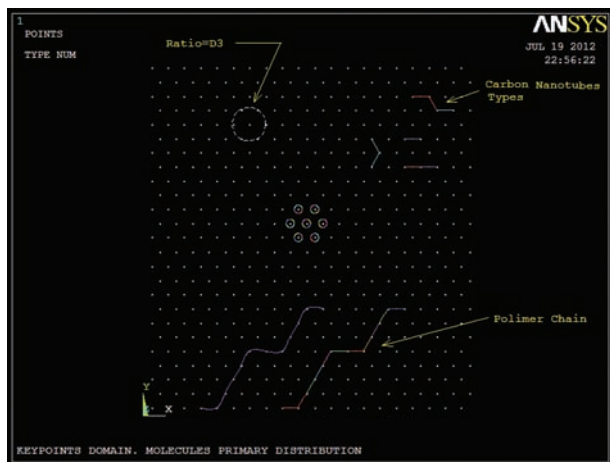 1
POINTS
TYPE NUM
ANSYS
JUL 19 2012
22:56:22
Ratio=D3
Carbon Nanotubes
Types
Polimer Chain
Y
X
KEYPOINTS DOMAIN. MOLECULES PRIMARY DISTRIBUTION